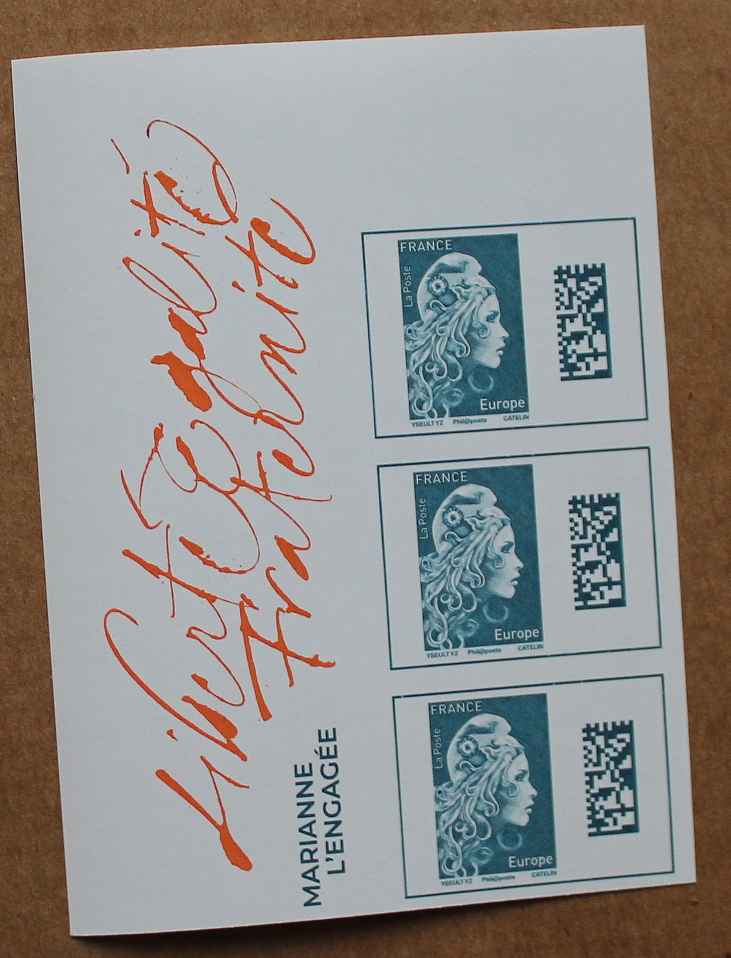 Liberté Egalité
Fraternité
MARIANNE
L'ENGAGÉE
FRANCE
La Poste
Europe
YSEULT YZ Phil@poste CATELIN
FRANCE
La Poste
Europe
YSEULT YZ Phil@poste CATELIN
FRANCE
La Poste
Europe
YSEULT YZ Phil@poste CATELIN